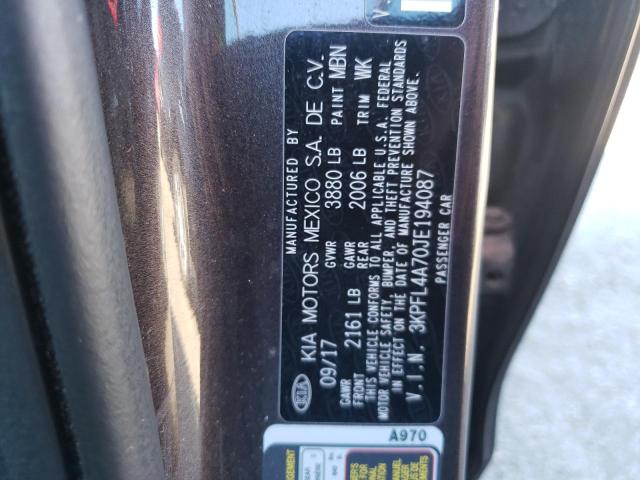 MANUFACTURED BY
KIA KIA MOTORS MEXICO S.A. DE C.V.
09/17 GVWR 3880 LB PAINT MBN
GAWR FRONT 2161 LB GAWR REAR 2006 LB TRIM WK
THIS VEHICLE CONFORMS TO ALL APPLICABLE U.S.A. FEDERAL
MOTOR VEHICLE SAFETY, BUMPER, AND THEFT PREVENTION STANDARDS
IN EFFECT ON THE DATE OF MANUFACTURE SHOWN ABOVE.
V.I.N. 3KPFL4A70JE194087
PASSENGER CAR
A970